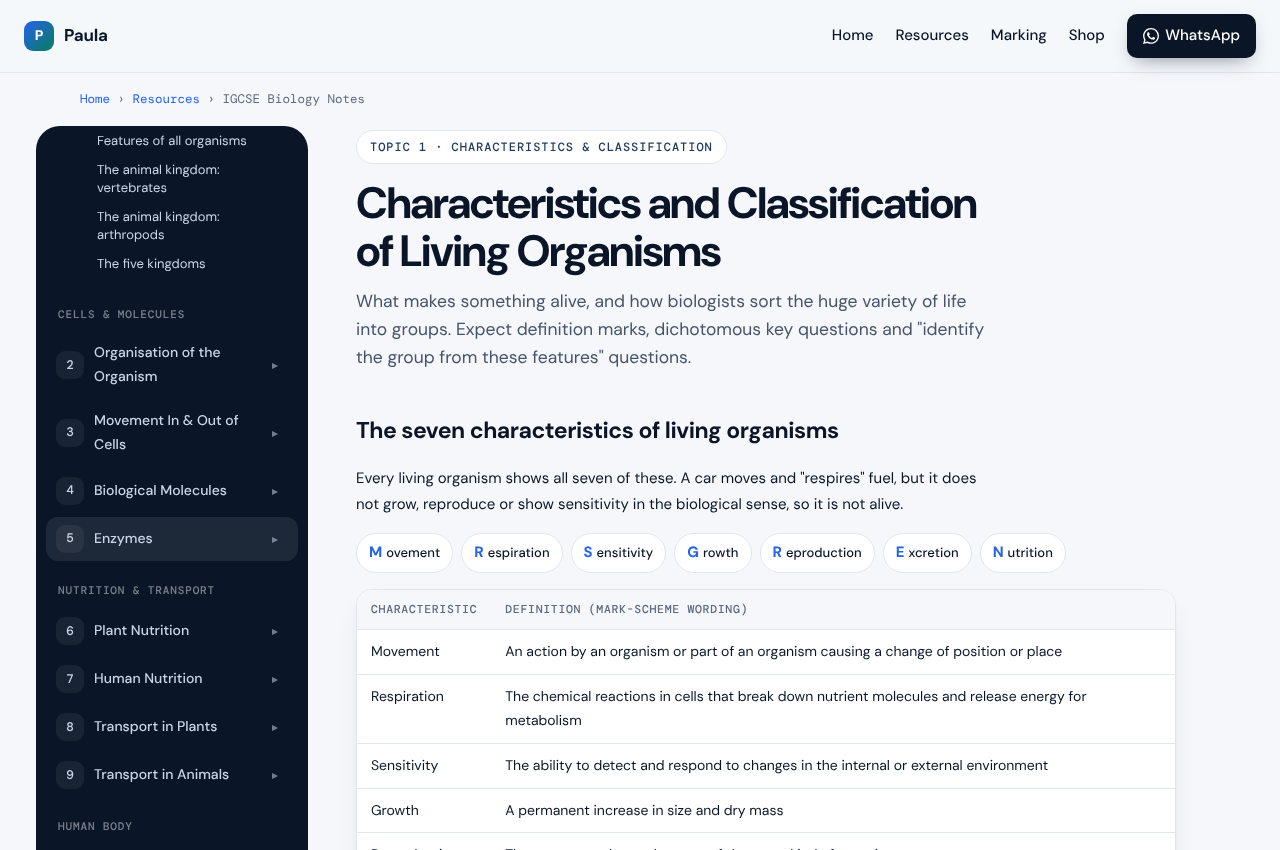 P Paula
Home Resources Marking Shop WhatsApp
Home › Resources › IGCSE Biology Notes
Features of all organisms
The animal kingdom:
vertebrates
The animal kingdom:
arthropods
The five kingdoms
CELLS & MOLECULES
2 Organisation of the
Organism
3 Movement In & Out of
Cells
4 Biological Molecules
5 Enzymes
NUTRITION & TRANSPORT
6 Plant Nutrition
7 Human Nutrition
8 Transport in Plants
9 Transport in Animals
HUMAN BODY
TOPIC 1 · CHARACTERISTICS & CLASSIFICATION
Characteristics and Classification
of Living Organisms
What makes something alive, and how biologists sort the huge variety of life
into groups. Expect definition marks, dichotomous key questions and "identify
the group from these features" questions.
The seven characteristics of living organisms
Every living organism shows all seven of these. A car moves and "respires" fuel, but it does
not grow, reproduce or show sensitivity in the biological sense, so it is not alive.
M ovement R espiration S ensitivity G rowth R eproduction E xcretion N utrition
CHARACTERISTIC DEFINITION (MARK-SCHEME WORDING)
Movement An action by an organism or part of an organism causing a change of position or place
Respiration The chemical reactions in cells that break down nutrient molecules and release energy for
metabolism
Sensitivity The ability to detect and respond to changes in the internal or external environment
Growth A permanent increase in size and dry mass